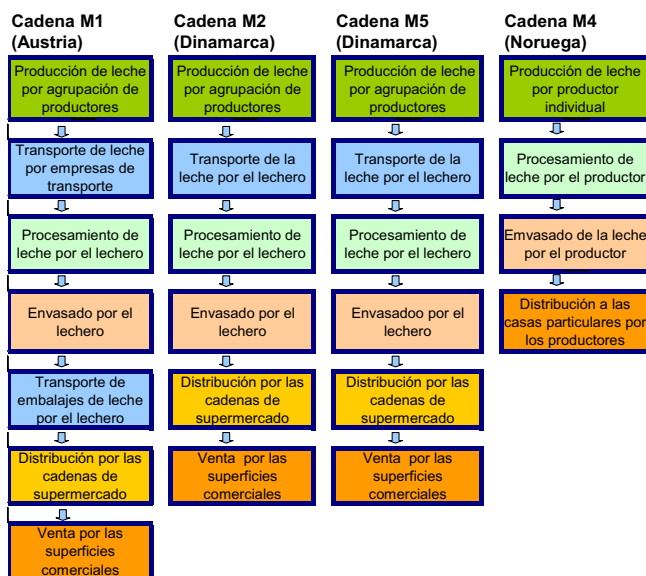 Cadena M1
(Austria)
Producción de leche
por agrupación de
productores
Transporte de leche
por empresas de
transporte
Procesamiento de
leche por el lechero
Envasado por el
lechero
Transporte de
embalajes de leche
por el lechero
Distribución por las
cadenas de
supermercado
Venta por las
superficies
comerciales
Cadena M2
(Dinamarca)
Producción de leche
por agrupación de
productores
Transporte de la
leche por el lechero
Procesamiento de
leche por el lechero
Envasado por el
lechero
Distribución por las
cadenas de
supermercado
Venta por las
superficies
comerciales
Cadena M5
(Dinamarca)
Producción de leche
por agrupación de
productores
Transporte de la
leche por el lechero
Procesamiento de
leche por el lechero
Envasadoo por el
lechero
Distribución por las
cadenas de
supermercado
Venta por las
superficies
comerciales
Cadena M4
(Noruega)
Producción de leche
por productor
individual
Procesamiento de
leche por el productor
Emvasado de la leche
por el productor
Distribución a las
casas particulares por
los productores